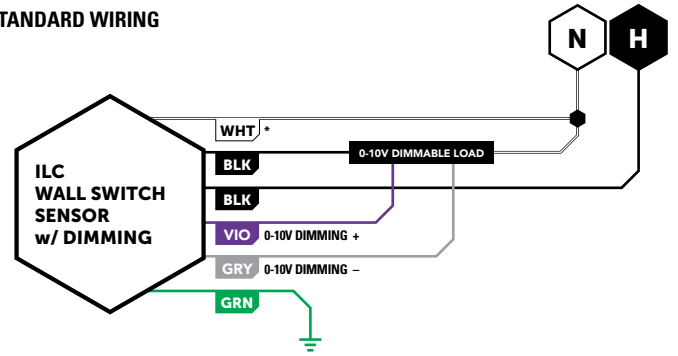 TANDARD WIRING
N H
WHT *
0-10V DIMMABLE LOAD
BLK
ILC
WALL SWITCH
SENSOR
w/ DIMMING
BLK
VIO 0-10V DIMMING +
GRY 0-10V DIMMING –
GRN